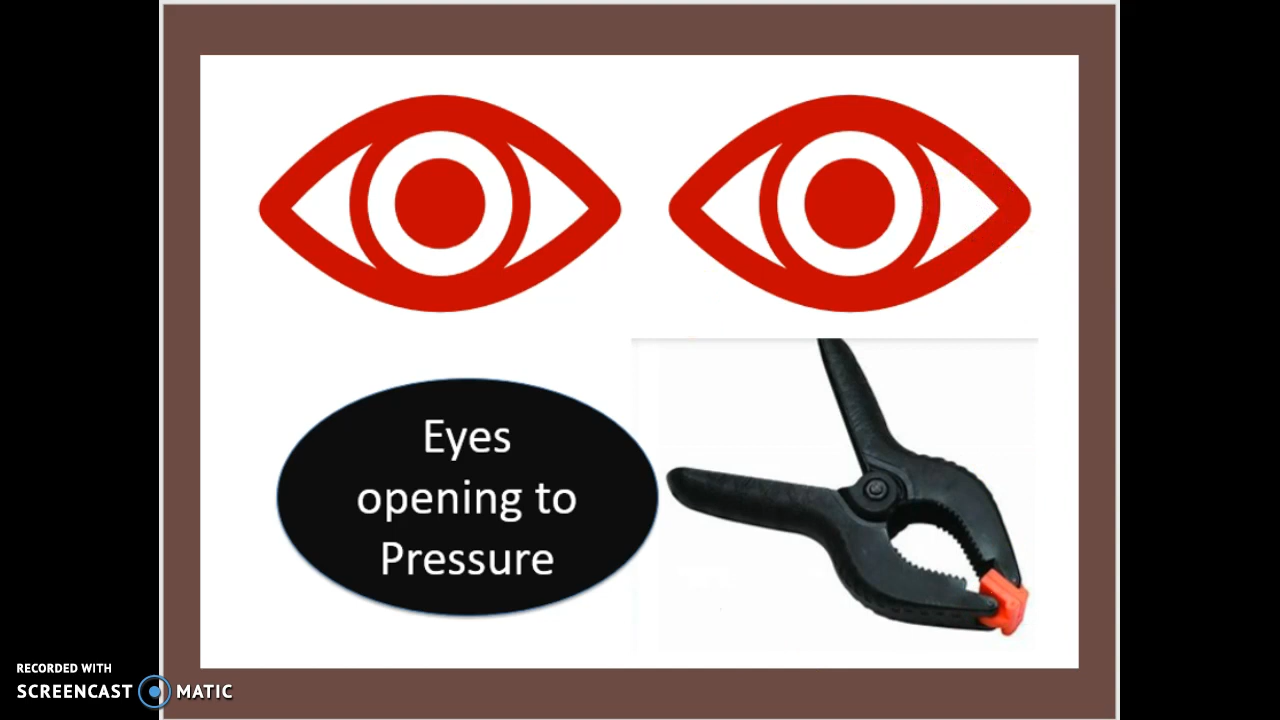 Eyes
opening to
Pressure
RECORDED WITH
SCREENCAST MATIC